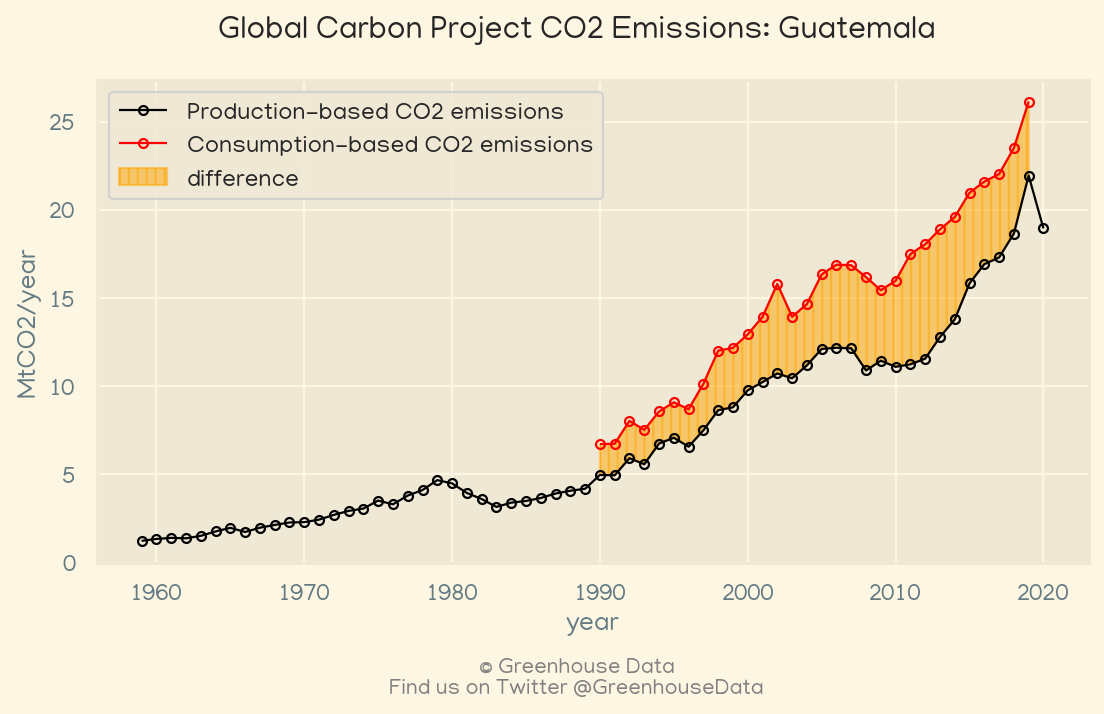 Global Carbon Project CO2 Emissions: Guatemala
Production-based CO2 emissions
Consumption-based CO2 emissions
difference
MtCO2/year
25
20
15
10
5
0
1960 1970 1980 1990 2000 2010 2020
year
© Greenhouse Data
Find us on Twitter @GreenhouseData